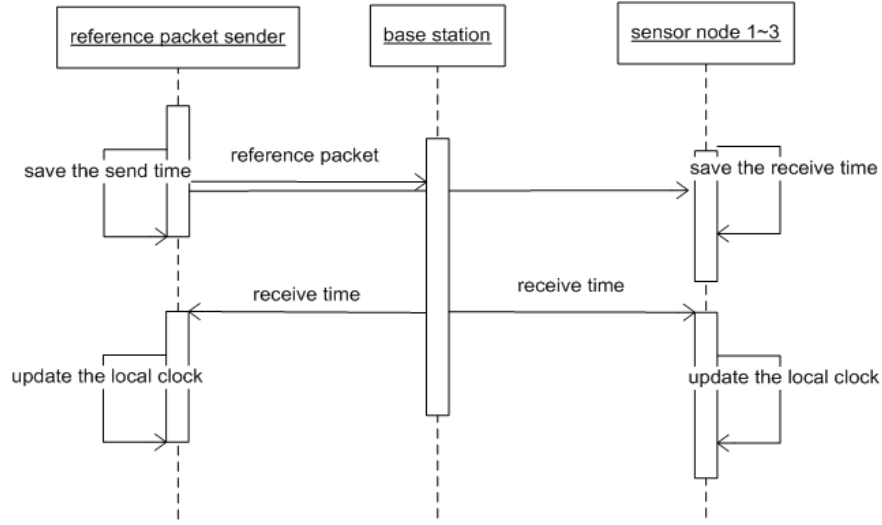 reference packet sender
base station
sensor node 1~3
reference packet
save the send time
save the receive time
receive time
receive time
update the local clock
update the local clock